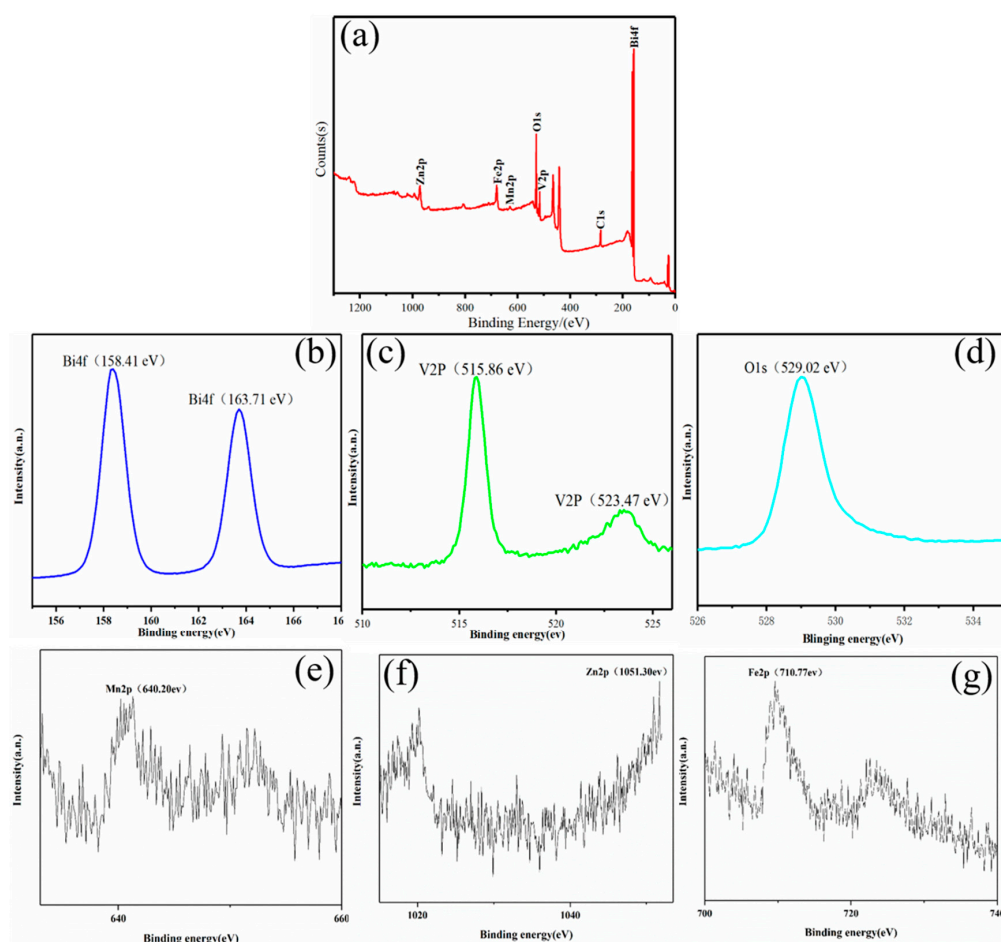 (a)
Counts(s)
Zn2p
Fe2p
Mn2p
O1s
V2p
C1s
Bi4f
1200 1000 800 600 400 200 0
Binding Energy/(eV)
(b)
Bi4f（158.41 eV）
Bi4f（163.71 eV）
Intensity(a.n.)
156 158 160 162 164 166 16
Binding energy(eV)
(c)
V2P（515.86 eV）
V2P（523.47 eV）
Intensity(a.n.)
510 515 520 525
Binding energy(ev)
(d)
O1s（529.02 eV）
Intensity(a.n.)
526 528 530 532 534
Blinging energy(eV)
(e)
Mn2p（640.20ev）
Intensity(a.n.)
640 660
Binding energy(eV)
(f)
Zn2p（1051.30ev）
Intensity(a.n.)
1020 1040
Binding energy(eV)
(g)
Fe2p（710.77ev）
Intensity(a.n.)
700 720 740
Binding energy(eV)